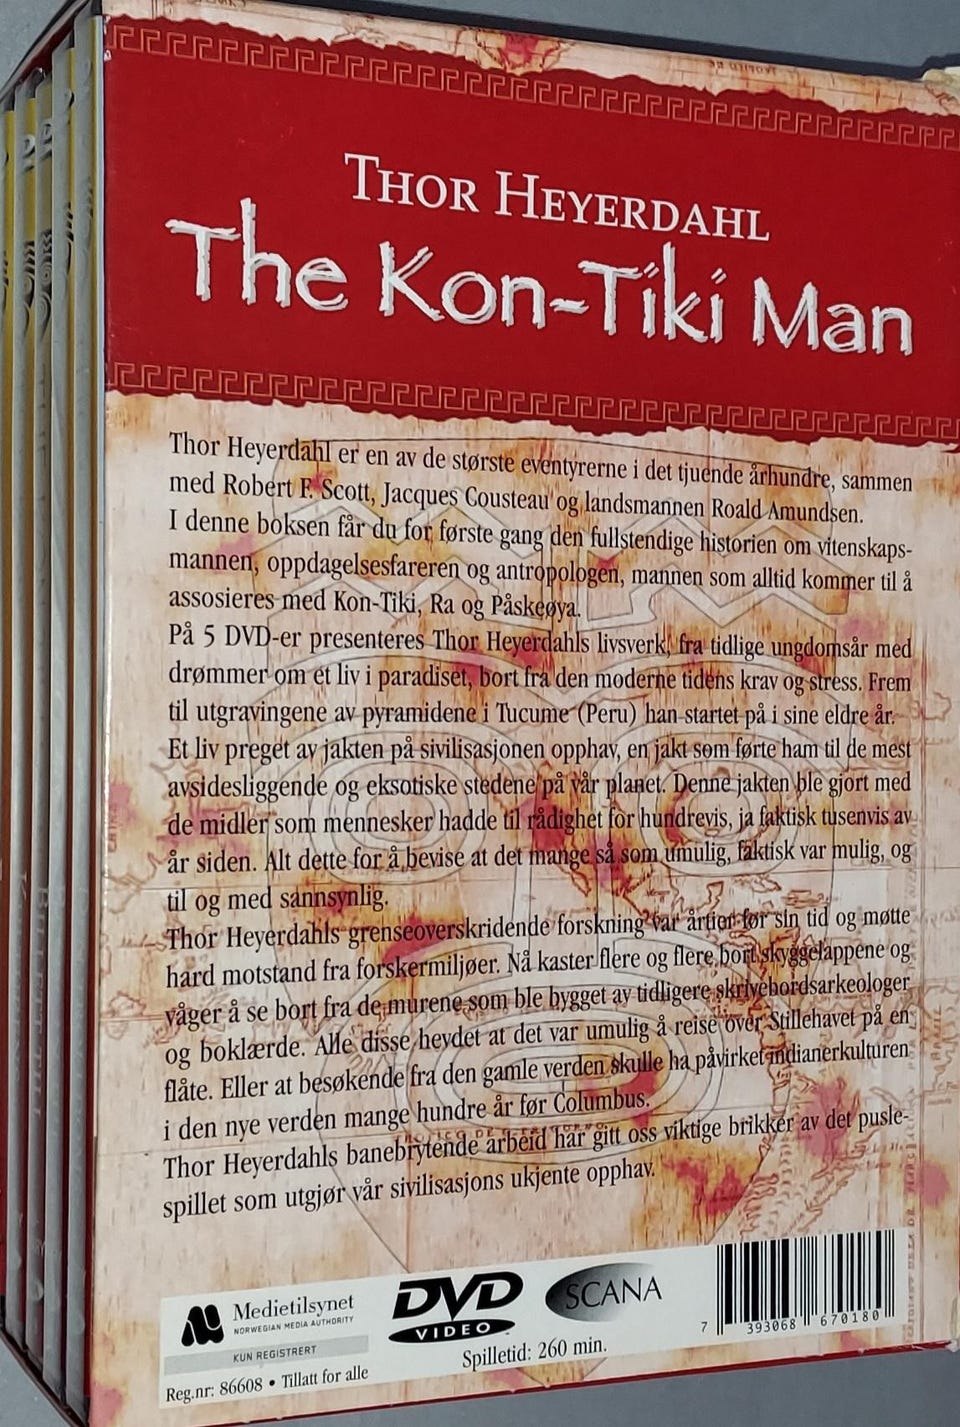 THOR HEYERDAHL
The Kon-Tiki Man
Thor Heyerdahl er en av de største eventyrerne i det tjuende århundre, sammen
med Robert F. Scott, Jacques Cousteau og landsmannen Roald Amundsen.
I denne boksen får du for første gang den fullstendige historien om vitenskaps-
mannen, oppdagelsesfareren og antropologen, mannen som alltid kommer til å
assosieres med Kon-Tiki, Ra og Påskeøya.
På 5 DVD-er presenteres Thor Heyerdahls livsverk, fra tidlige ungdomsår med
drømmer om et liv i paradiset, bort fra den moderne tidens krav og stress. Frem
til utgravingene av pyramidene i Tucume (Peru) han startet på i sine eldre år.
Et liv preget av jakten på sivilisasjonen opphav, en jakt som førte ham til de mest
avsidesliggende og eksotiske stedene på vår planet. Denne jakten ble gjort med
de midler som mennesker hadde til rådighet for hundrevis, ja faktisk tusenvis av
år siden. Alt dette for å bevise at det mange så som umulig, faktisk var mulig, og
til og med sannsynlig.
Thor Heyerdahls grenseoverskridende forskning var årtier før sin tid og møtte
hard motstand fra forskermiljøer. Nå kaster flere og flere bort skyggelappene og
våger å se bort fra de murene som ble bygget av tidligere skrivebordsarkeologer
og boklærde. Alle disse hevdet at det var umulig å reise over Stillehavet på en
flåte. Eller at besøkende fra den gamle verden skulle ha påvirket indianerkulturen
i den nye verden mange hundre år før Columbus.
Thor Heyerdahls banebrytende arbeid har gitt oss viktige brikker av det pusle-
spillet som utgjør vår sivilisasjons ukjente opphav.
Medietilsynet
NORWEGIAN MEDIA AUTHORITY
KUN REGISTRERT
Reg.nr: 86608 • Tillatt for alle
DVD
VIDEO
Spilletid: 260 min.
SCANA
7 393068 670180